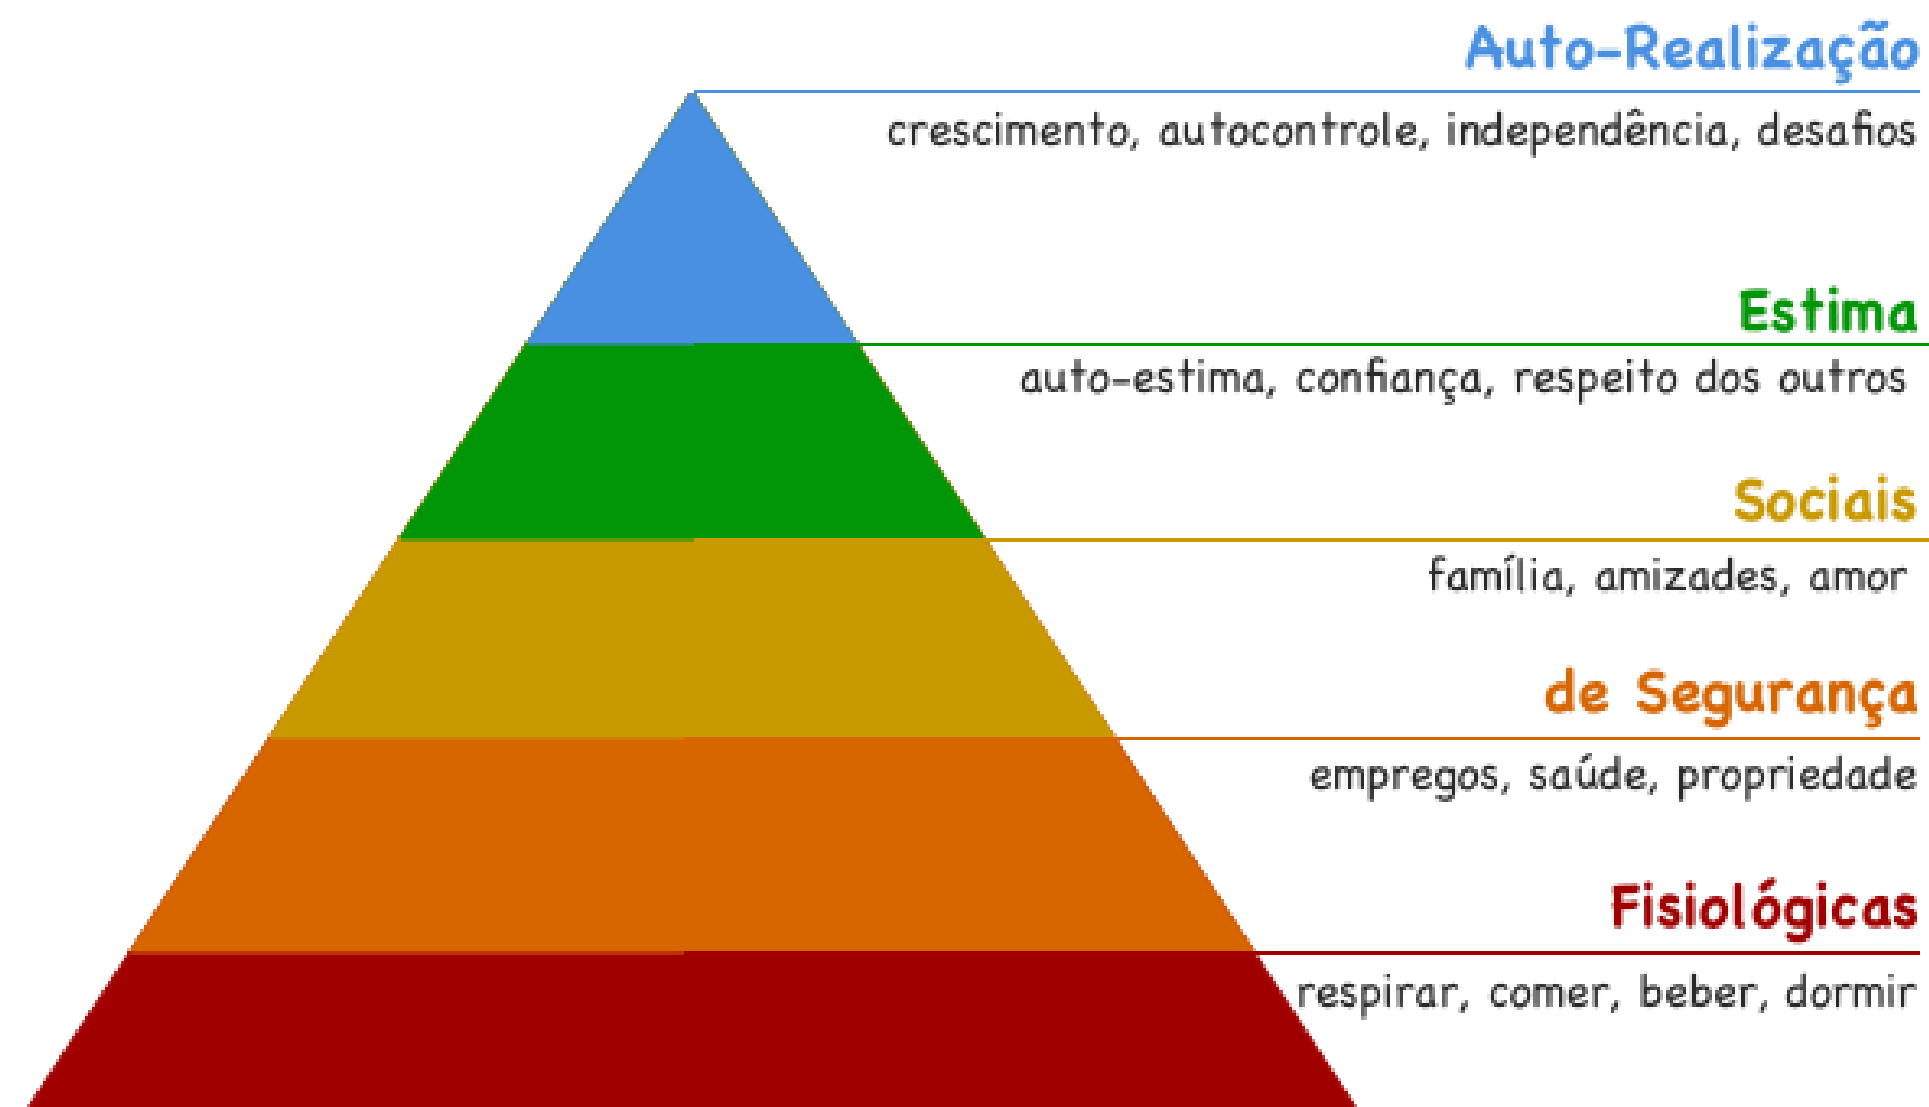 Auto-Realização
crescimento, autocontrole, independência, desafios
Estima
auto-estima, confiança, respeito dos outros
Sociais
família, amizades, amor
de Segurança
empregos, saúde, propriedade
Fisiológicas
respirar, comer, beber, dormir